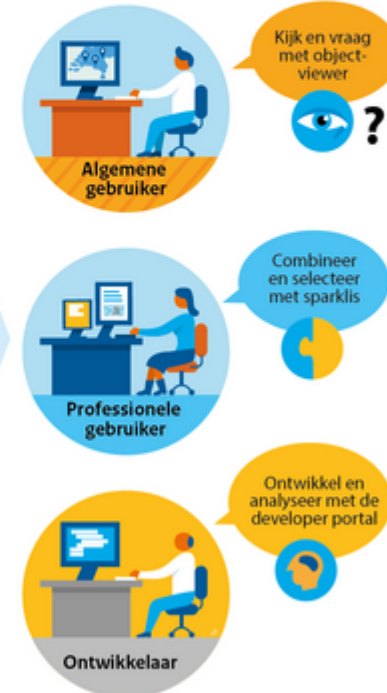 Kijk en vraag
met object-
viewer
?
Algemene
gebruiker
Combineer
en selecteer
met sparklis
Professionele
gebruiker
Ontwikkel en
analyseer met de
developer portal
Ontwikkelaar